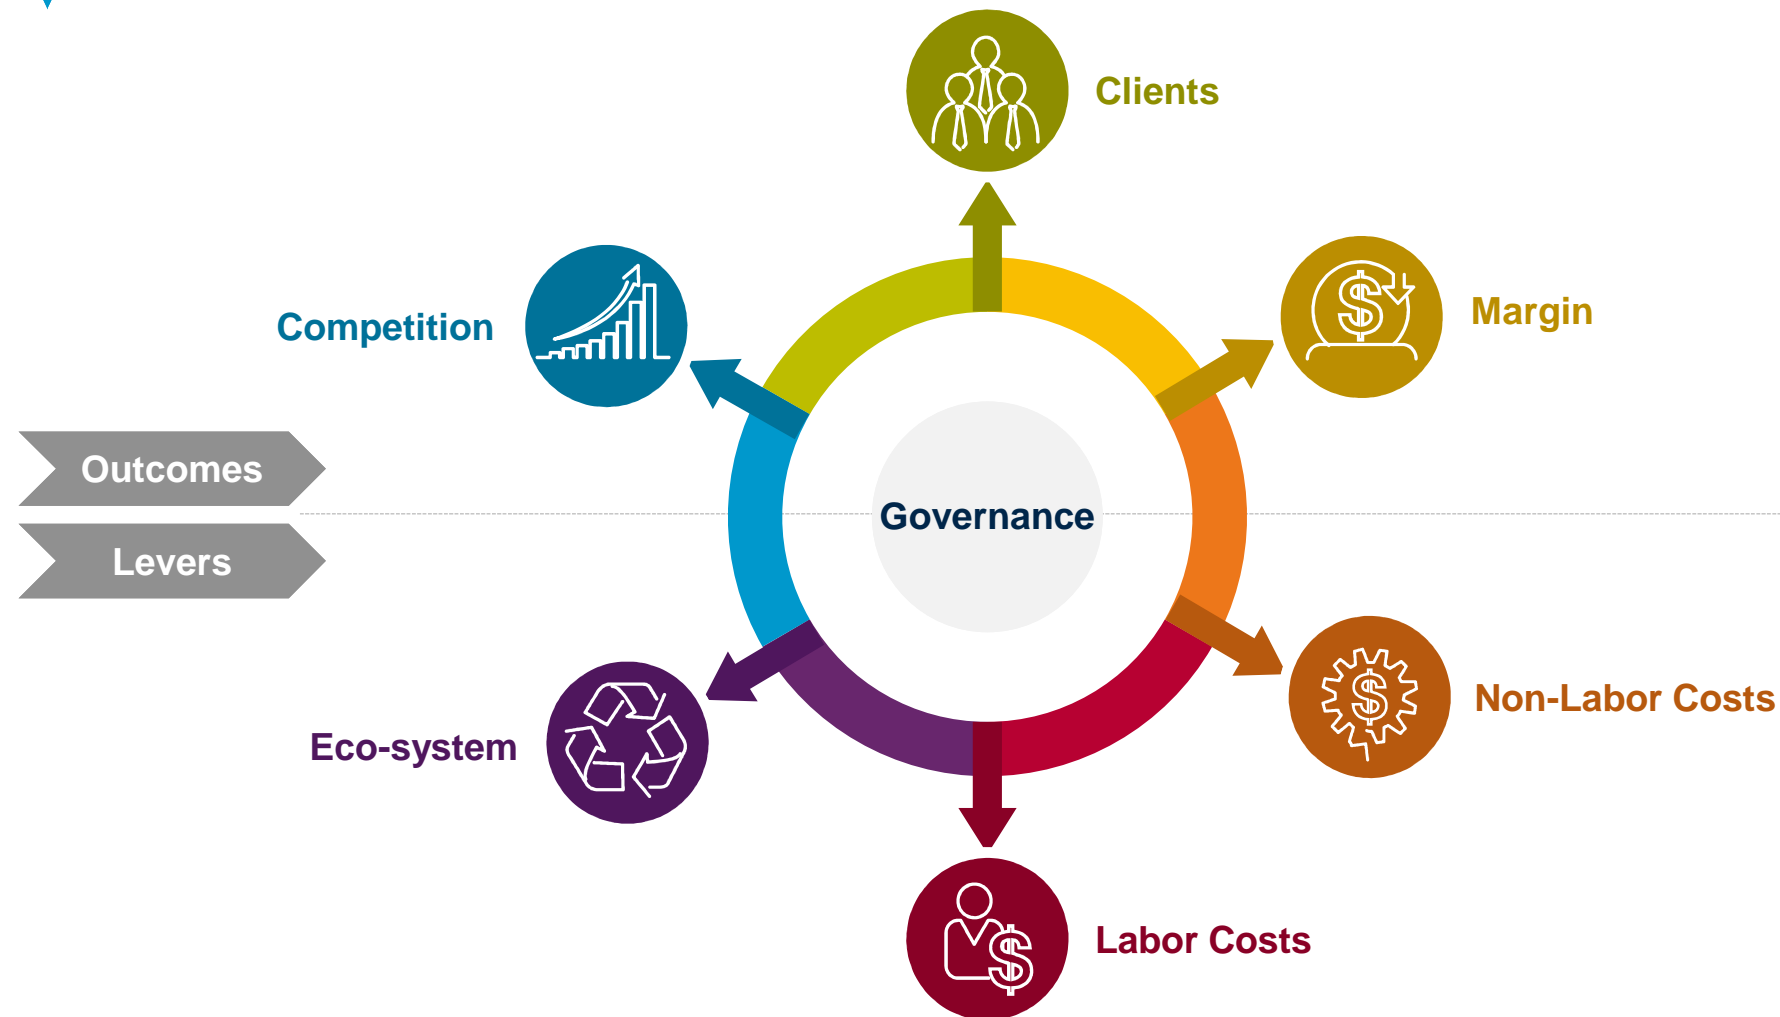 Clients
Competition
Margin
Outcomes
Governance
Levers
Eco-system
Non-Labor Costs
Labor Costs